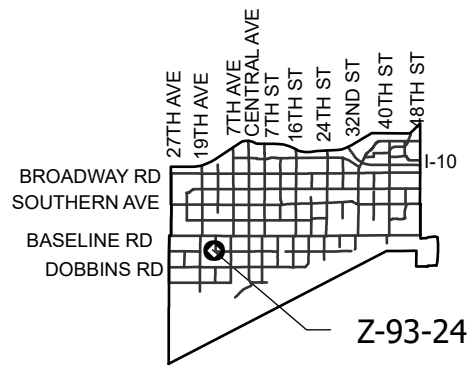 27TH AVE
19TH AVE
7TH AVE
CENTRAL AVE
7TH ST
16TH ST
24TH ST
32ND ST
40TH ST
48TH ST
I-10
BROADWAY RD
SOUTHERN AVE
BASELINE RD
DOBBINS RD
Z-93-24